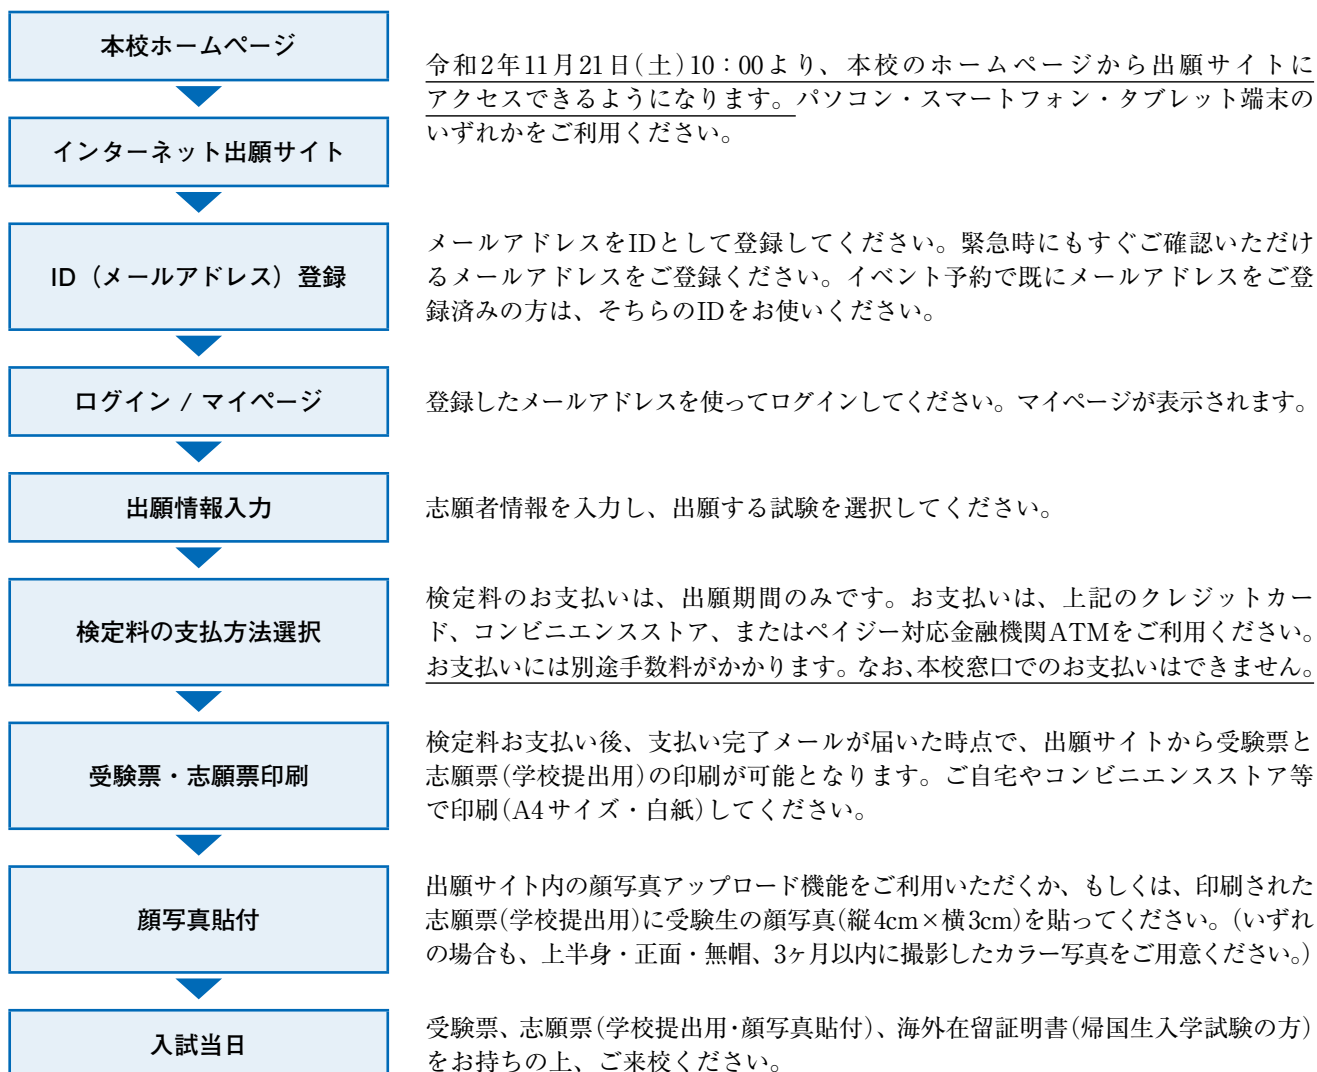 本校ホームページ
令和2年11月21日(土)10：00より、本校のホームページから出願サイトに
アクセスできるようになります。パソコン・スマートフォン・タブレット端末の
いずれかをご利用ください。
インターネット出願サイト
ID（メールアドレス）登録
メールアドレスをIDとして登録してください。緊急時にもすぐご確認いただけ
るメールアドレスをご登録ください。イベント予約で既にメールアドレスをご登
録済みの方は、そちらのIDをお使いください。
ログイン / マイページ
登録したメールアドレスを使ってログインしてください。マイページが表示されます。
出願情報入力
志願者情報を入力し、出願する試験を選択してください。
検定料の支払方法選択
検定料のお支払いは、出願期間のみです。お支払いは、上記のクレジットカー
ド、コンビニエンスストア、またはペイジー対応金融機関ATMをご利用ください。
お支払いには別途手数料がかかります。なお、本校窓口でのお支払いはできません。
受験票・志願票印刷
検定料お支払い後、支払い完了メールが届いた時点で、出願サイトから受験票と
志願票(学校提出用)の印刷が可能となります。ご自宅やコンビニエンスストア等
で印刷(A4サイズ・白紙)してください。
顔写真貼付
出願サイト内の顔写真アップロード機能をご利用いただくか、もしくは、印刷された
志願票(学校提出用)に受験生の顔写真(縦4cm×横3cm)を貼ってください。(いずれ
の場合も、上半身・正面・無帽、3ヶ月以内に撮影したカラー写真をご用意ください。)
入試当日
受験票、志願票(学校提出用・顔写真貼付)、海外在留証明書(帰国生入学試験の方)
をお持ちの上、ご来校ください。